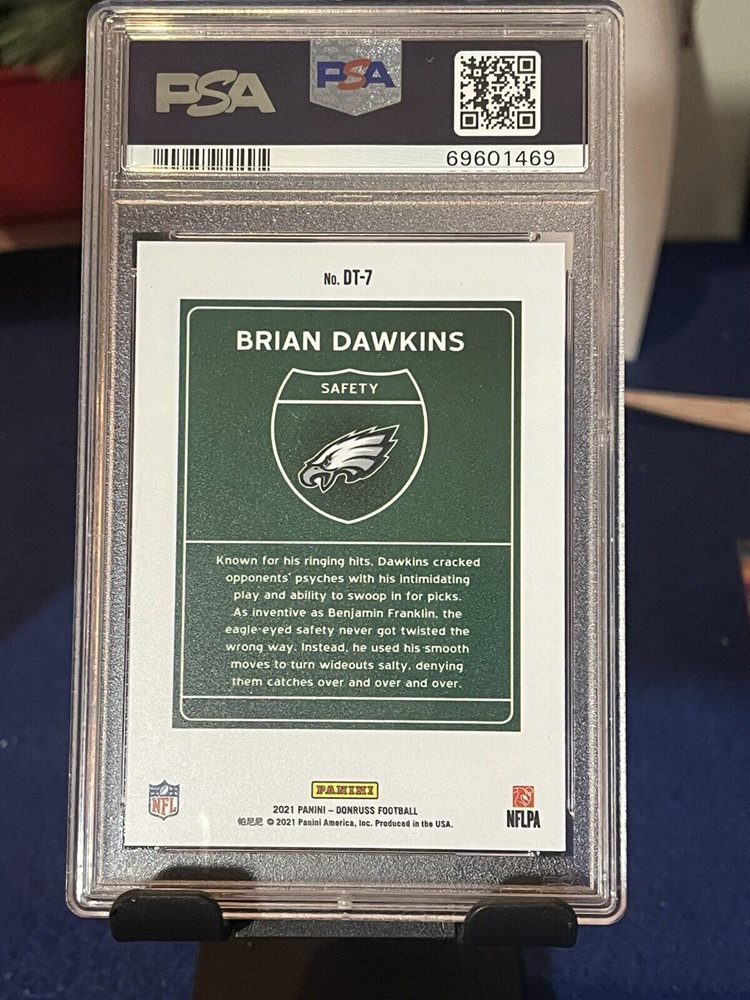 PSA
PSA
69601469
No. DT-7
BRIAN DAWKINS
SAFETY
Known for his ringing hits, Dawkins cracked
opponents' psyches with his intimidating
play and ability to swoop in for picks.
As inventive as Benjamin Franklin, the
eagle-eyed safety never got twisted the
wrong way. Instead, he used his smooth
moves to turn wideouts salty, denying
them catches over and over and over.
NFL
PANINI
NFLPA
2021 PANINI – DONRUSS FOOTBALL
帕尼尼 © 2021 Panini America, Inc. Produced in the USA.